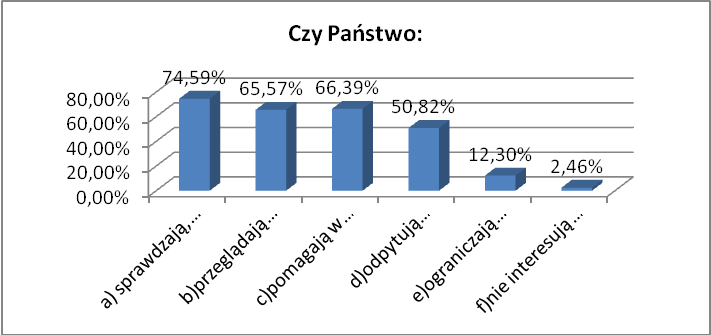 Czy Państwo:
74,59%
65,57%
66,39%
50,82%
12,30%
2,46%
80,00%
60,00%
40,00%
20,00%
0,00%
a) sprawdzają,...
b)przeglądają...
c)pomagają w...
d)odpytują...
e)ograniczają...
f)nie interesują...